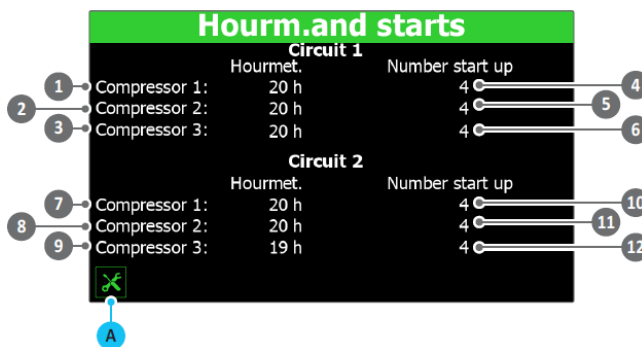 Hourm.and starts
Circuit 1
Hourmet. Number start up
1 Compressor 1: 20 h 4 4
2 Compressor 2: 20 h 4 5
3 Compressor 3: 20 h 4 6
Circuit 2
Hourmet. Number start up
7 Compressor 1: 20 h 4 10
8 Compressor 2: 20 h 4 11
9 Compressor 3: 19 h 4 12
A